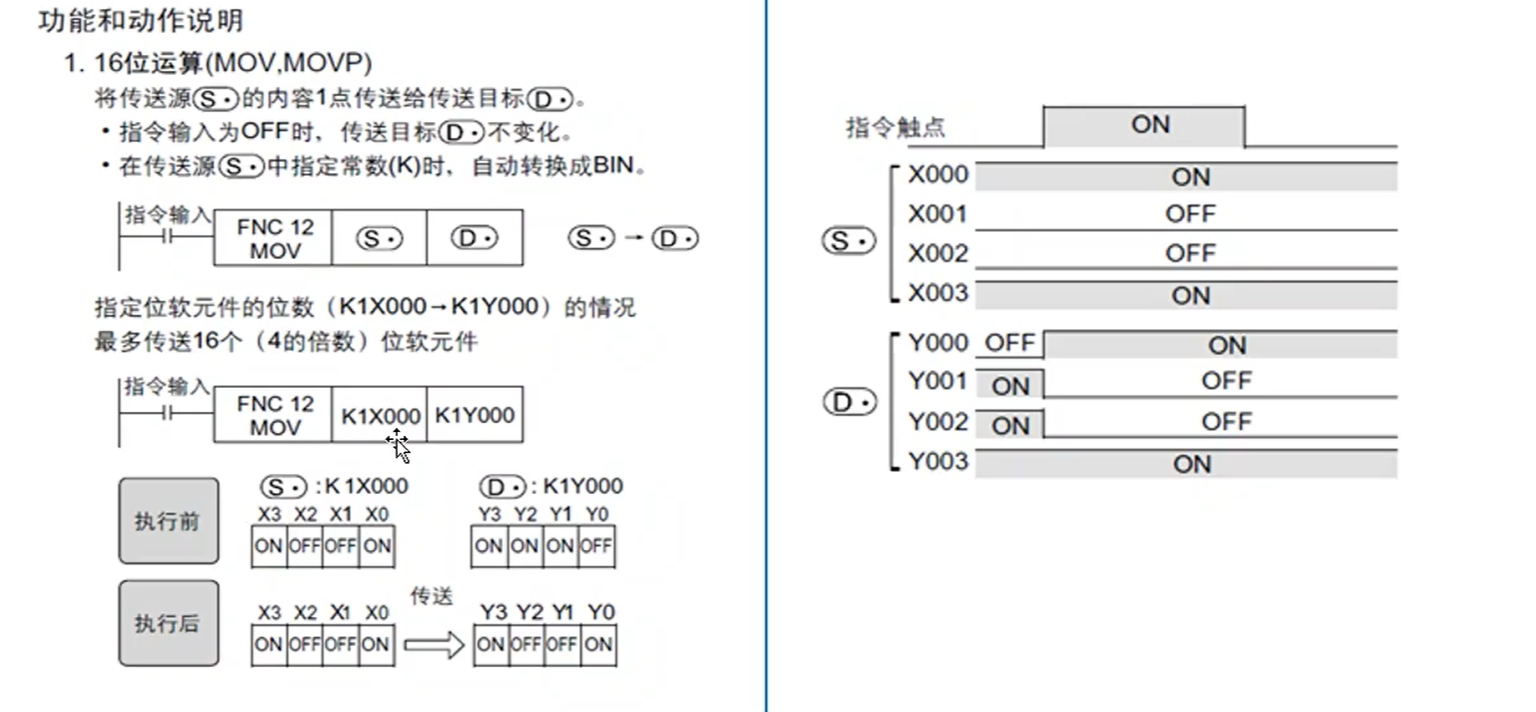 功能和动作说明
1. 16位运算(MOV,MOVP)
将传送源(S·)的内容1点传送给传送目标(D·)。
・指令输入为OFF时，传送目标(D·)不变化。
・在传送源(S·)中指定常数(K)时，自动转换成BIN。
指令输入
FNC 12
MOV
S·
D·
S· → D·
指定位软元件的位数（K1X000→K1Y000）的情况
最多传送16个（4的倍数）位软元件
指令输入
FNC 12
MOV
K1X000
K1Y000
执行前
S· :K1X000
X3 X2 X1 X0
ON OFF OFF ON
D· : K1Y000
Y3 Y2 Y1 Y0
ON ON ON OFF
执行后
X3 X2 X1 X0
ON OFF OFF ON
传送
Y3 Y2 Y1 Y0
ON OFF OFF ON
指令触点
ON
S·
X000 ON
X001 OFF
X002 OFF
X003 ON
D·
Y000 OFF ON
Y001 ON OFF
Y002 ON OFF
Y003 ON